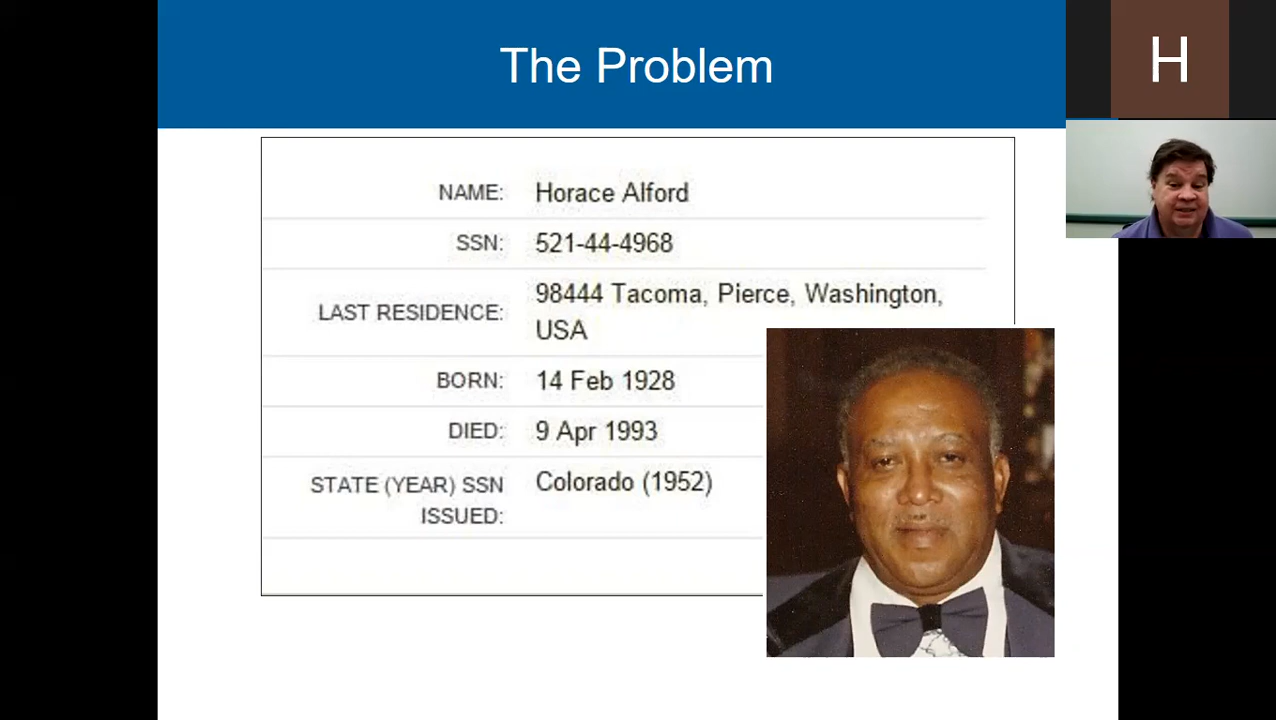 The Problem
H
NAME: Horace Alford
SSN: 521-44-4968
LAST RESIDENCE: 98444 Tacoma, Pierce, Washington,
USA
BORN: 14 Feb 1928
DIED: 9 Apr 1993
STATE (YEAR) SSN Colorado (1952)
ISSUED: